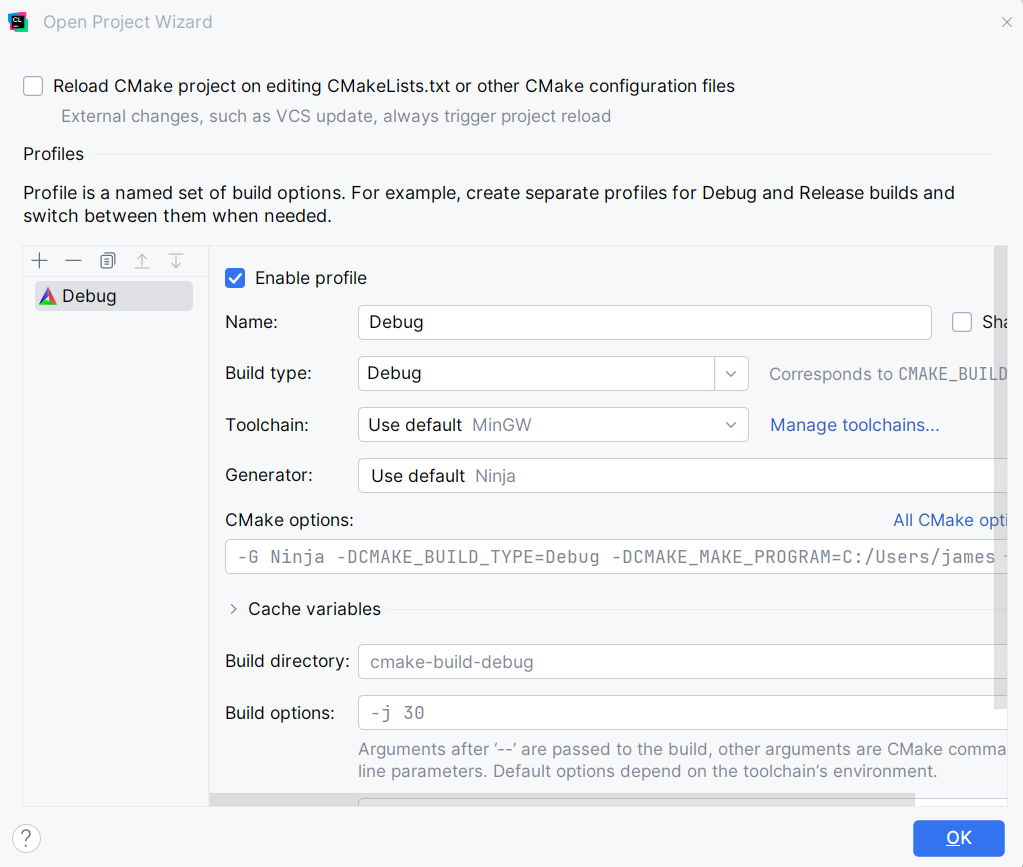 CL
Open Project Wizard
Reload CMake project on editing CMakeLists.txt or other CMake configuration files
External changes, such as VCS update, always trigger project reload
Profiles
Profile is a named set of build options. For example, create separate profiles for Debug and Release builds and
switch between them when needed.
Debug
Enable profile
Name: Debug Sha
Build type: Debug Corresponds to CMAKE_BUILD
Toolchain: Use default MinGW Manage toolchains...
Generator: Use default Ninja
CMake options: All CMake opti
-G Ninja -DCMAKE_BUILD_TYPE=Debug -DCMAKE_MAKE_PROGRAM=C:/Users/james
Cache variables
Build directory: cmake-build-debug
Build options: -j 30
Arguments after ‘--’ are passed to the build, other arguments are CMake comma
line parameters. Default options depend on the toolchain’s environment.
?
OK